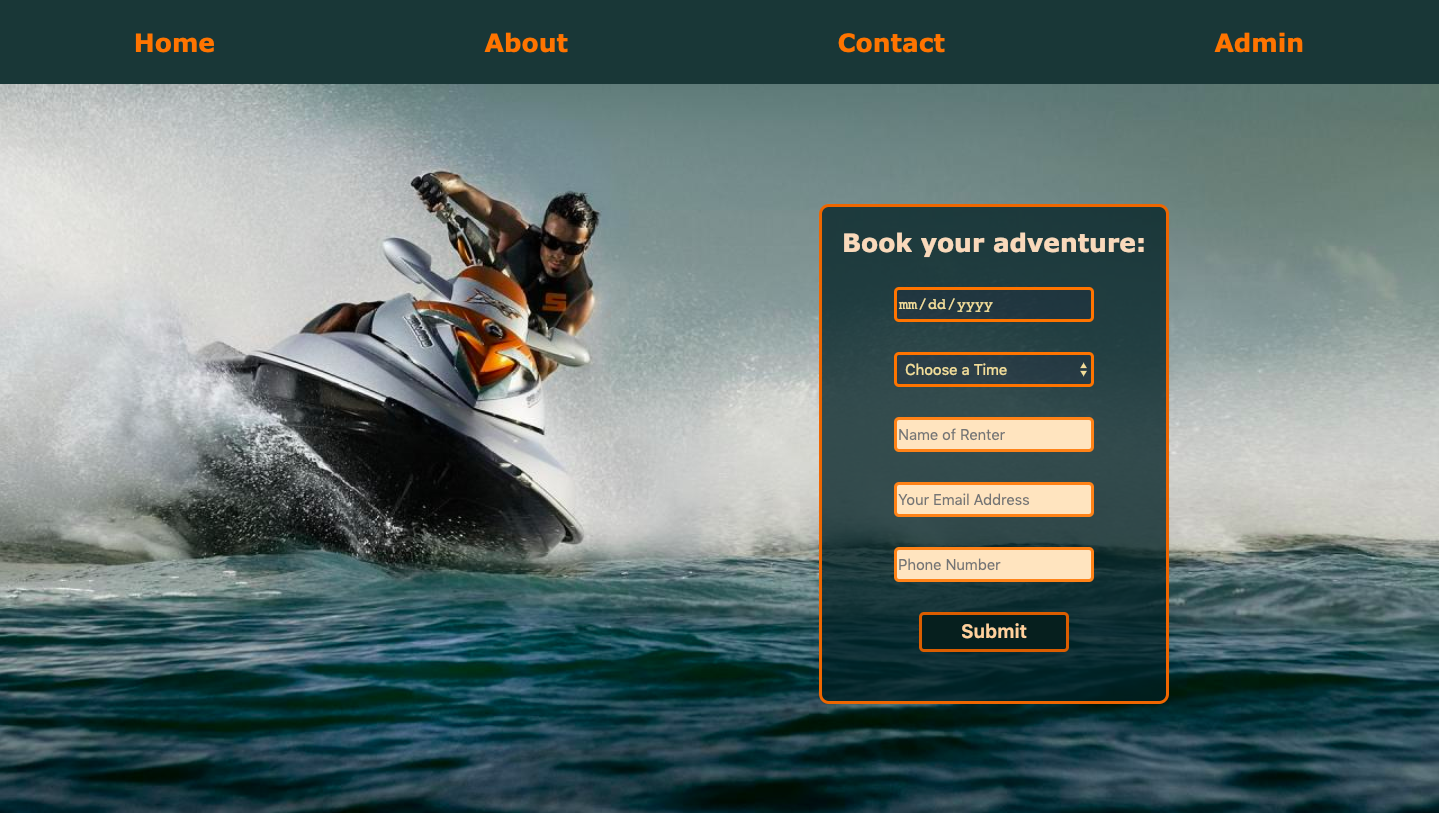 Home About Contact Admin
Book your adventure:
mm/dd/yyyy
Choose a Time
Name of Renter
Your Email Address
Phone Number
Submit